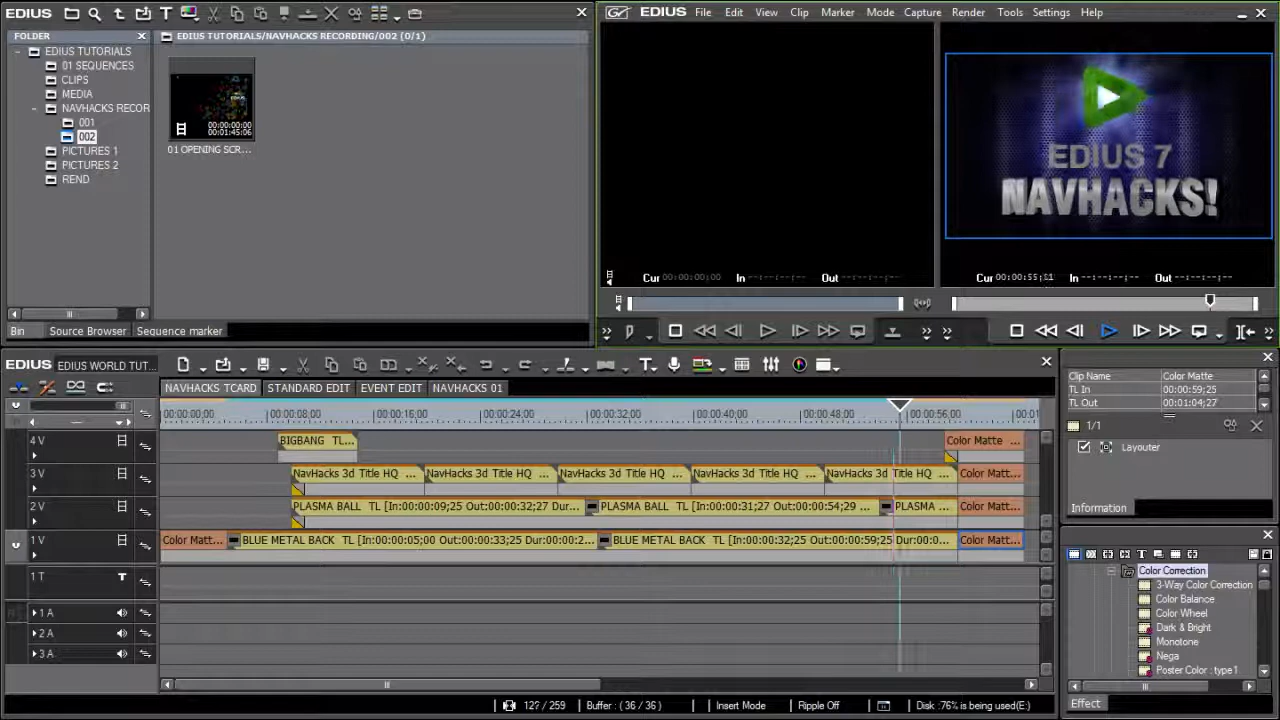 FOLDER
EDIUS TUTORIALS
01 SEQUENCES
CLIPS
MEDIA
NAVHACKS RECOR
001
002
PICTURES 1
PICTURES 2
REND
Bin
Source Browser
Sequence marker
EDIUS TUTORIALS/NAVHACKS RECORDING/002 (0/1)
00:00:00:00
00:01:45:06
01 OPENING SCR...
EDIUS File Edit View Clip Marker Mode Capture Render Tools Settings Help
EDIUS 7
NAVHACKS!
Cur 00:00:00;00 In --:--:--;-- Out --:--:--;--
In --:--:--;-- Out --:--:--;--
EDIUS EDIUS WORLD TUT...
NAVHACKS TCARD STANDARD EDIT EVENT EDIT NAVHACKS 01
00:00:00;00 00:00:08;00 00:00:16;00 00:00:24;00 00:00:32;00 00:00:40;00 00:00:48;00 00:00:56;00 00:01
4 V BIGBANG TL... Color Matte ...
3 V NavHacks 3d Title HQ ... NavHacks 3d Title HQ ... NavHacks 3d Title HQ ... NavHacks 3d Title HQ ... NavHacks 3d Title HQ ... Color Matt...
2 V PLASMA BALL TL [In:00:00:09;25 Out:00:00:32;27 Dur... PLASMA BALL TL [In:00:00:31;27 Out:00:00:54;29 ... PLASMA ... Color Matt...
1 V Color Matt... BLUE METAL BACK TL [In:00:00:05;00 Out:00:00:33;25 Dur:00:00:2... BLUE METAL BACK TL [In:00:00:32;25 Out:00:00:59;25 Dur:00:0... Color Matt...
1 T T
1 A
2 A
3 A
Clip Name Color Matte
TL In 00:00:59;25
TL Out 00:01:04;27
1/1
Layouter
Information
Color Correction
3-Way Color Correction
Color Balance
Color Wheel
Dark & Bright
Monotone
Nega
Poster Color : type1
Effect
Buffer : ( 36 / 36 ) Insert Mode Ripple Off Disk :76% is being used(E:)